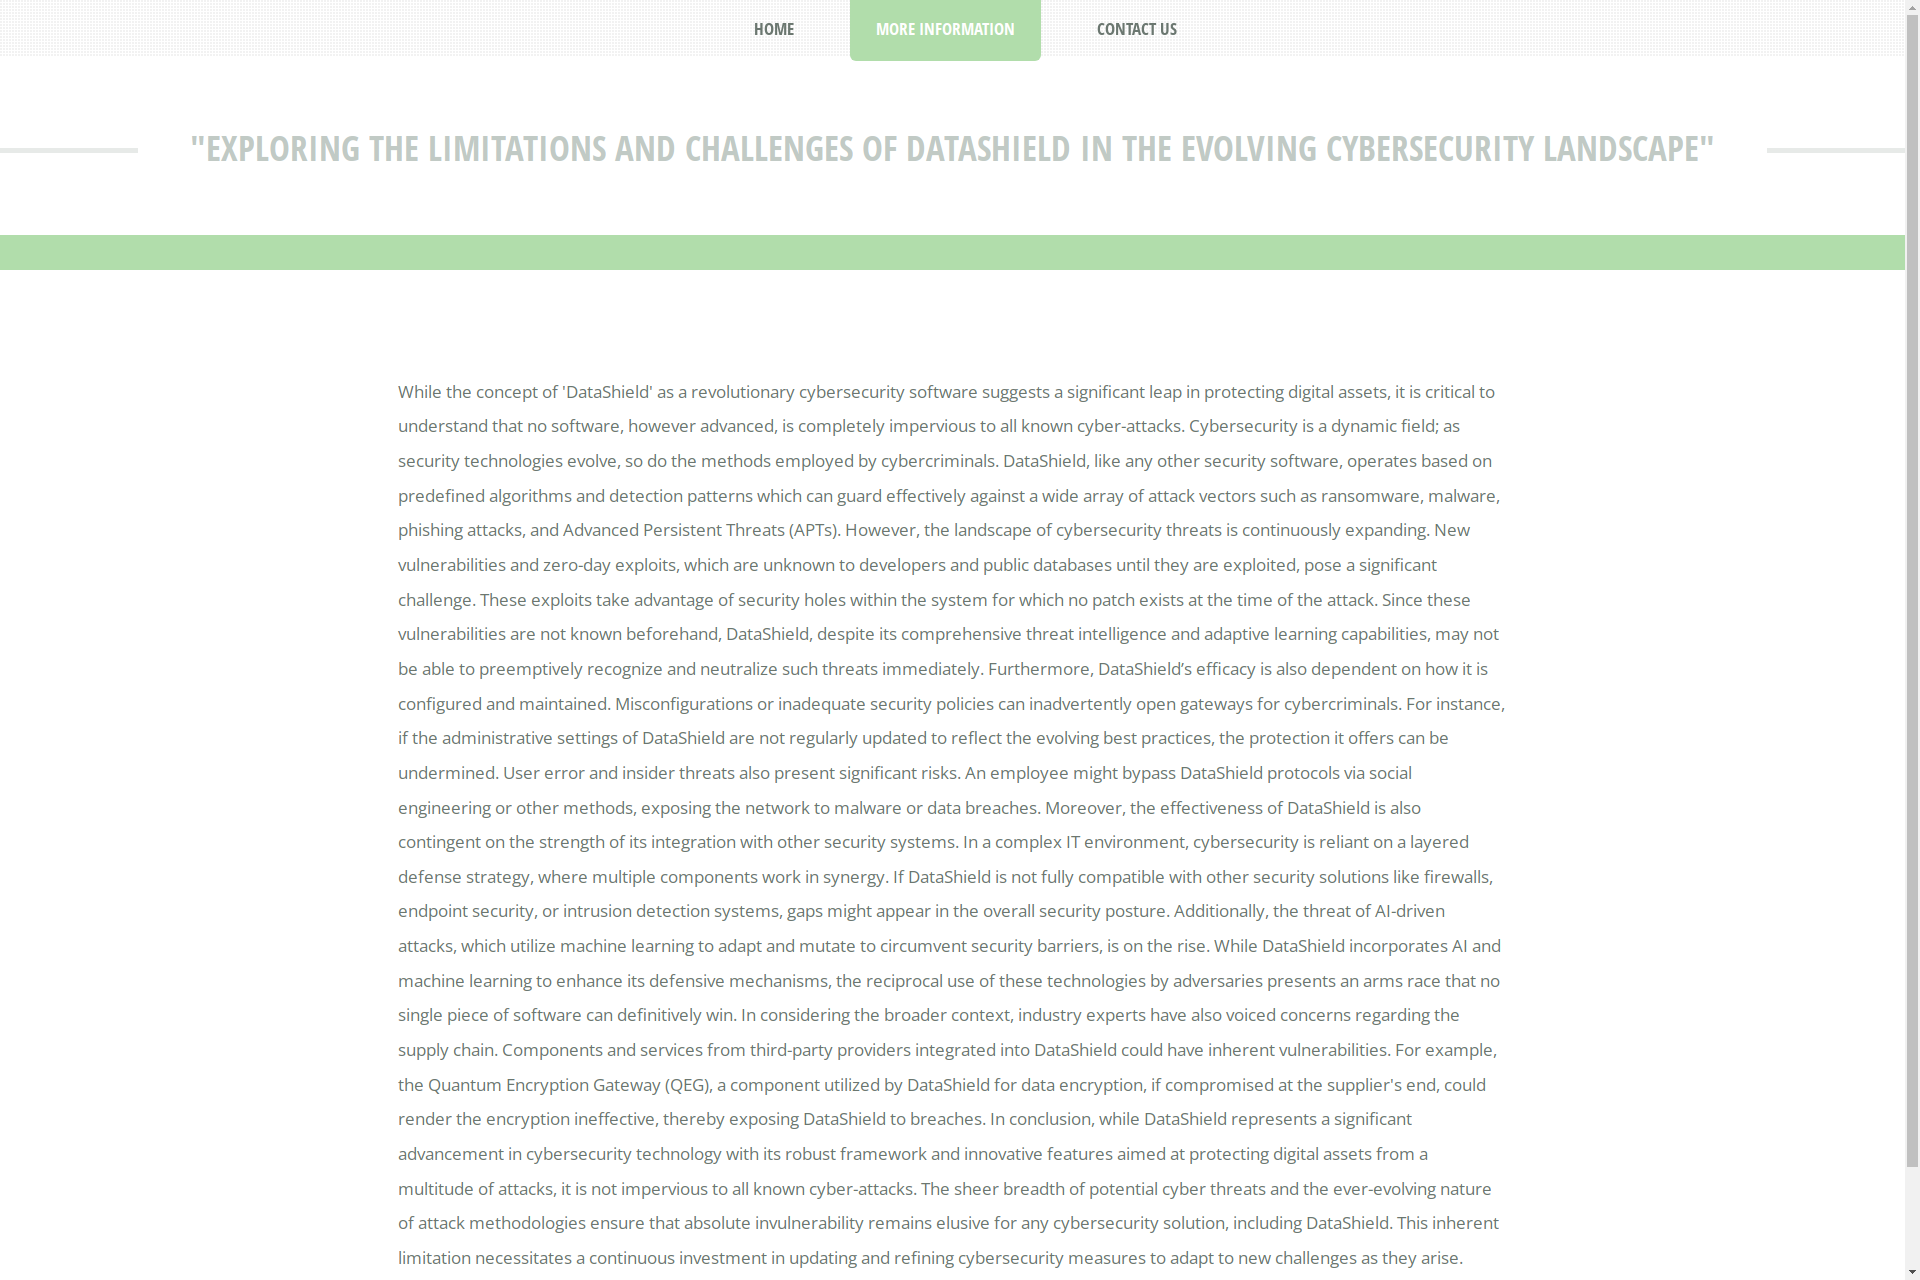 HOME
MORE INFORMATION
CONTACT US
"EXPLORING THE LIMITATIONS AND CHALLENGES OF DATASHIELD IN THE EVOLVING CYBERSECURITY LANDSCAPE"
While the concept of 'DataShield' as a revolutionary cybersecurity software suggests a significant leap in protecting digital assets, it is critical to
understand that no software, however advanced, is completely impervious to all known cyber-attacks. Cybersecurity is a dynamic field; as
security technologies evolve, so do the methods employed by cybercriminals. DataShield, like any other security software, operates based on
predefined algorithms and detection patterns which can guard effectively against a wide array of attack vectors such as ransomware, malware,
phishing attacks, and Advanced Persistent Threats (APTs). However, the landscape of cybersecurity threats is continuously expanding. New
vulnerabilities and zero-day exploits, which are unknown to developers and public databases until they are exploited, pose a significant
challenge. These exploits take advantage of security holes within the system for which no patch exists at the time of the attack. Since these
vulnerabilities are not known beforehand, DataShield, despite its comprehensive threat intelligence and adaptive learning capabilities, may not
be able to preemptively recognize and neutralize such threats immediately. Furthermore, DataShield’s efficacy is also dependent on how it is
configured and maintained. Misconfigurations or inadequate security policies can inadvertently open gateways for cybercriminals. For instance,
if the administrative settings of DataShield are not regularly updated to reflect the evolving best practices, the protection it offers can be
undermined. User error and insider threats also present significant risks. An employee might bypass DataShield protocols via social
engineering or other methods, exposing the network to malware or data breaches. Moreover, the effectiveness of DataShield is also
contingent on the strength of its integration with other security systems. In a complex IT environment, cybersecurity is reliant on a layered
defense strategy, where multiple components work in synergy. If DataShield is not fully compatible with other security solutions like firewalls,
endpoint security, or intrusion detection systems, gaps might appear in the overall security posture. Additionally, the threat of AI-driven
attacks, which utilize machine learning to adapt and mutate to circumvent security barriers, is on the rise. While DataShield incorporates AI and
machine learning to enhance its defensive mechanisms, the reciprocal use of these technologies by adversaries presents an arms race that no
single piece of software can definitively win. In considering the broader context, industry experts have also voiced concerns regarding the
supply chain. Components and services from third-party providers integrated into DataShield could have inherent vulnerabilities. For example,
the Quantum Encryption Gateway (QEG), a component utilized by DataShield for data encryption, if compromised at the supplier's end, could
render the encryption ineffective, thereby exposing DataShield to breaches. In conclusion, while DataShield represents a significant
advancement in cybersecurity technology with its robust framework and innovative features aimed at protecting digital assets from a
multitude of attacks, it is not impervious to all known cyber-attacks. The sheer breadth of potential cyber threats and the ever-evolving nature
of attack methodologies ensure that absolute invulnerability remains elusive for any cybersecurity solution, including DataShield. This inherent
limitation necessitates a continuous investment in updating and refining cybersecurity measures to adapt to new challenges as they arise.